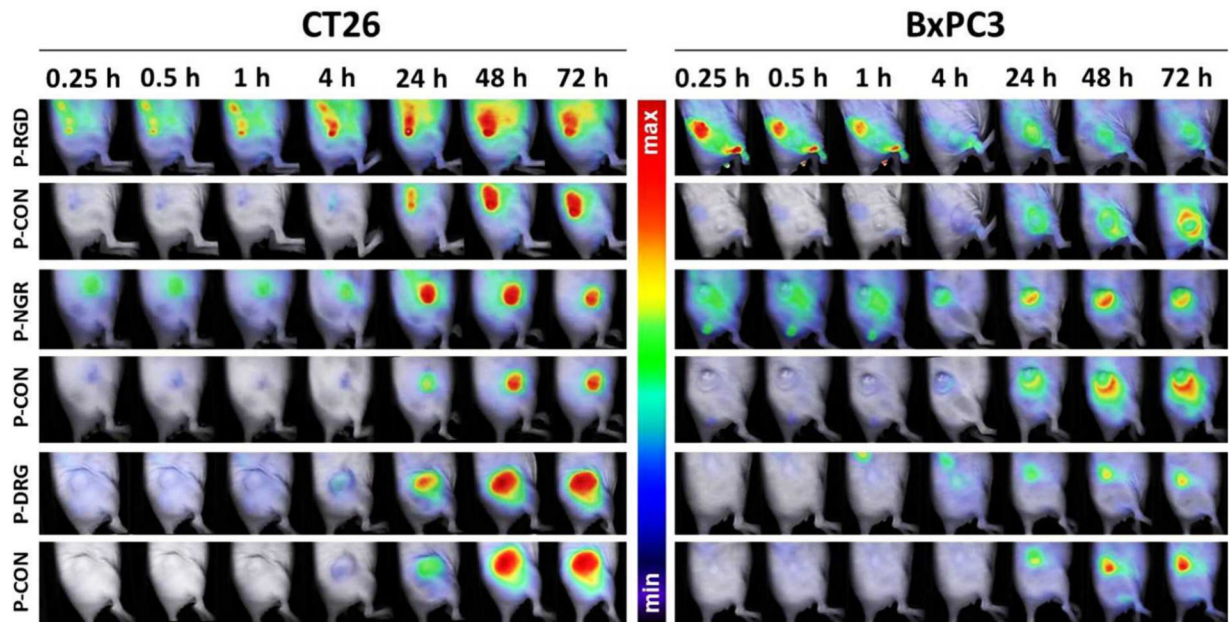 CT26
BxPC3
0.25 h 0.5 h 1 h 4 h 24 h 48 h 72 h
0.25 h 0.5 h 1 h 4 h 24 h 48 h 72 h
P-RGD
P-CON
P-NGR
P-CON
P-DRG
P-CON
max
min